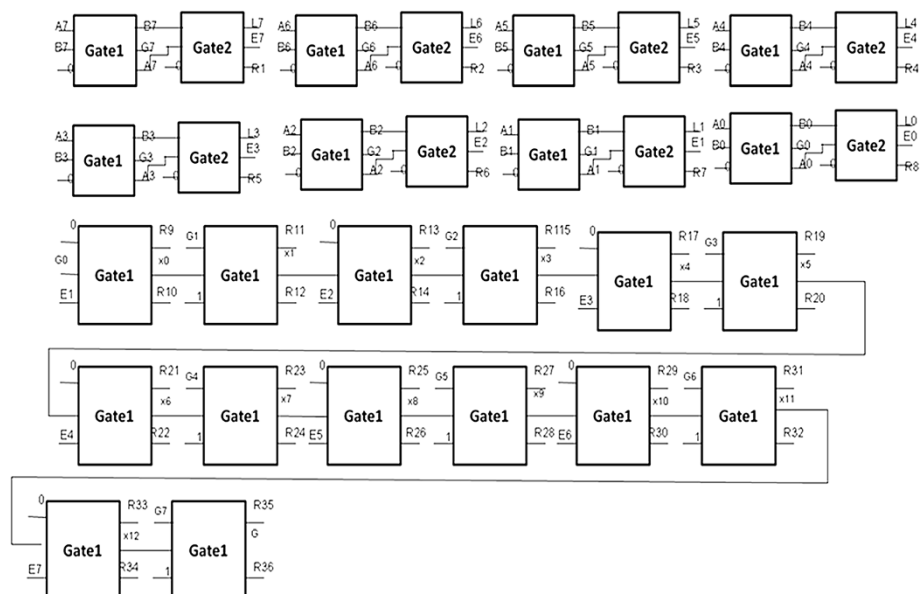 A7 B7 L7 A6 B6 L6 A5 B5 L5 A4 B4 L4
Gate1 Gate2 E7 Gate1 Gate2 E6 Gate1 Gate2 E5 Gate1 Gate2 E4
B7 G7 B6 G6 B5 G5 B4 G4
0 A7 0 R1 0 A6 0 R2 0 A5 0 R3 0 A4 0 R4
A3 B3 L3 A2 B2 L2 A1 B1 L1 A0 B0 L0
Gate1 Gate2 E3 Gate1 Gate2 E2 Gate1 Gate2 E1 Gate1 Gate2 E0
B3 G3 B2 G2 B1 G1 B0 G0
0 A3 0 R5 0 A2 0 R6 0 A1 0 R7 0 A0 0 R8
0 R9 G1 R11 0 R13 G2 R115 R17 G3 R19
G0 x0 x1 x2 x3 x4 x5
Gate1 Gate1 Gate1 Gate1 Gate1 Gate1
E1 R10 1 R12 E2 R14 1 R16 E3 R18 1 R20
0 R21 G4 R23 0 R25 G5 R27 0 R29 G6 R31
x6 x7 x8 x9 x10 x11
Gate1 Gate1 Gate1 Gate1 Gate1 Gate1
E4 R22 1 R24 E5 R26 1 R28 E6 R30 1 R32
0 R33 G7 R35
x12 G
Gate1 Gate1
E7 R34 1 R36